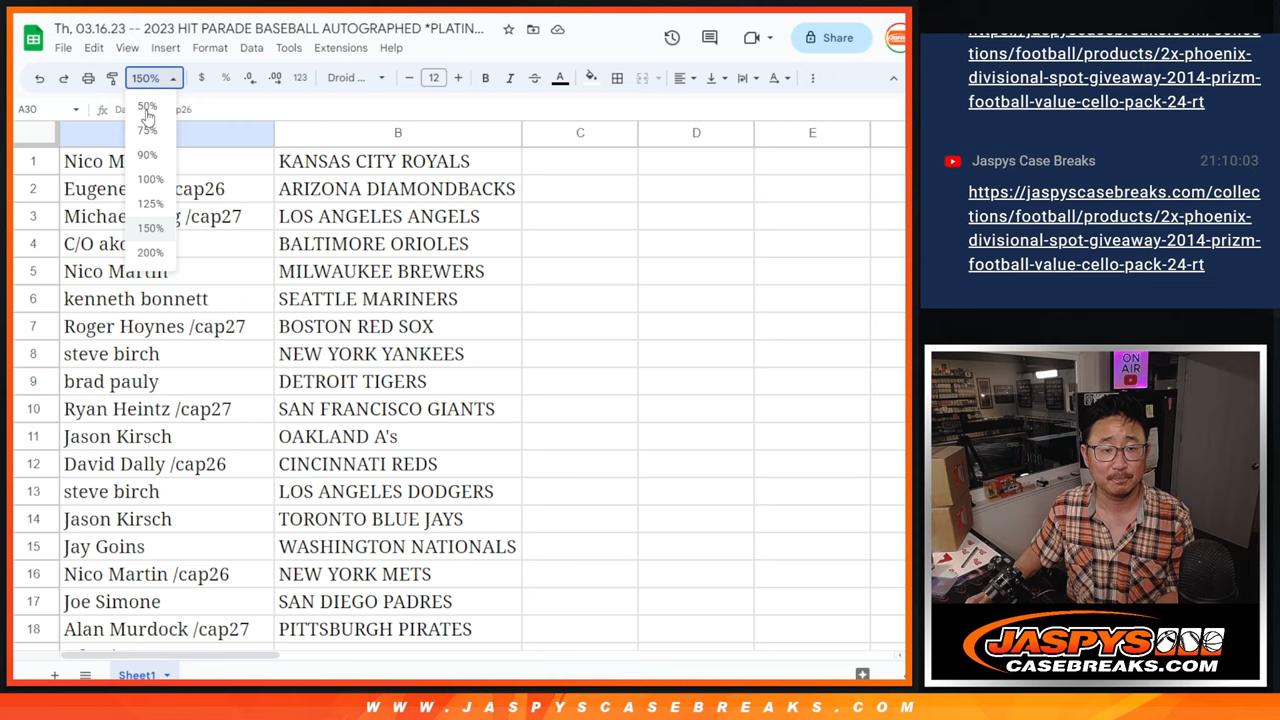 Th, 03.16.23 -- 2023 HIT PARADE BASEBALL AUTOGRAPHED *PLATIN...
File Edit View Insert Format Data Tools Extensions Help
Share
150% $ % .0 .00 123 Droid ... 12 B I A
A30 fx
50%
75%
90%
100%
125%
150%
200%
B C D E
1 Nico M KANSAS CITY ROYALS
2 Eugene cap26 ARIZONA DIAMONDBACKS
3 Michae /cap27 LOS ANGELES ANGELS
4 C/O BALTIMORE ORIOLES
5 Nico Martin MILWAUKEE BREWERS
6 kenneth bonnett SEATTLE MARINERS
7 Roger Hoynes /cap27 BOSTON RED SOX
8 steve birch NEW YORK YANKEES
9 brad pauly DETROIT TIGERS
10 Ryan Heintz /cap27 SAN FRANCISCO GIANTS
11 Jason Kirsch OAKLAND A's
12 David Dally /cap26 CINCINNATI REDS
13 steve birch LOS ANGELES DODGERS
14 Jason Kirsch TORONTO BLUE JAYS
15 Jay Goins WASHINGTON NATIONALS
16 Nico Martin /cap26 NEW YORK METS
17 Joe Simone SAN DIEGO PADRES
18 Alan Murdock /cap27 PITTSBURGH PIRATES
Sheet1
ctions/football/products/2x-phoenix-
divisional-spot-giveaway-2014-prizm-
football-value-cello-pack-24-rt
Jaspys Case Breaks 21:10:03
https://jaspyscasebreaks.com/collec
tions/football/products/2x-phoenix-
divisional-spot-giveaway-2014-prizm-
football-value-cello-pack-24-rt
ON
AIR
JASPYS
CASEBREAKS.COM
WWW.JASPYSCASEBREAKS.COM